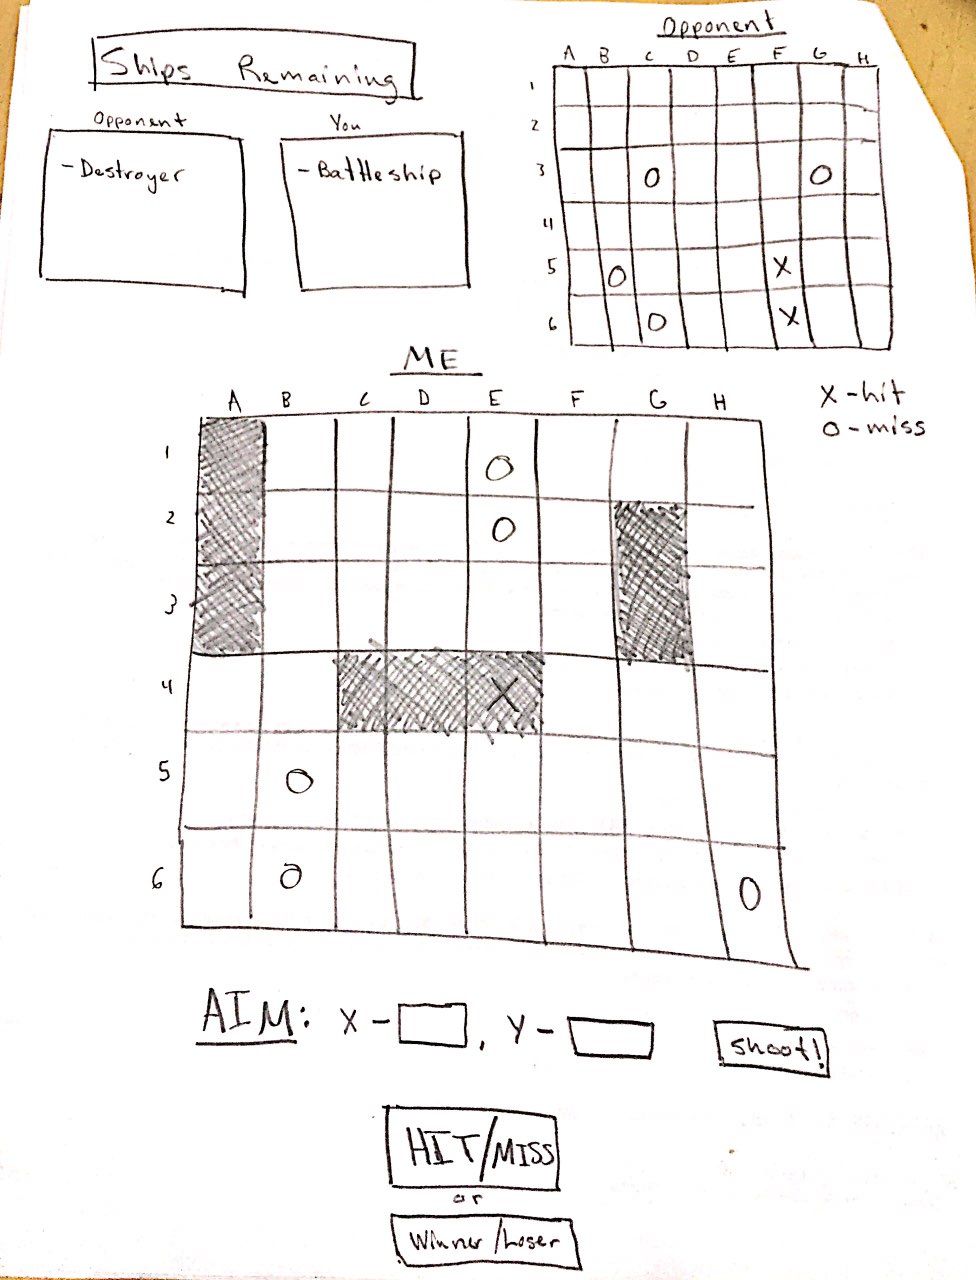 Ships Remaining
Opponent
You
- Destroyer
- Battleship
Opponent
A B C D E F G H
1
2
3 O O
4
5 O X
6 O X
X - hit
O - miss
ME
A B C D E F G H
1 O
2 O
3
4 X
5 O
6 O O
AIM: X - , Y -
Shoot!
HIT/MISS
or
Winner/Loser